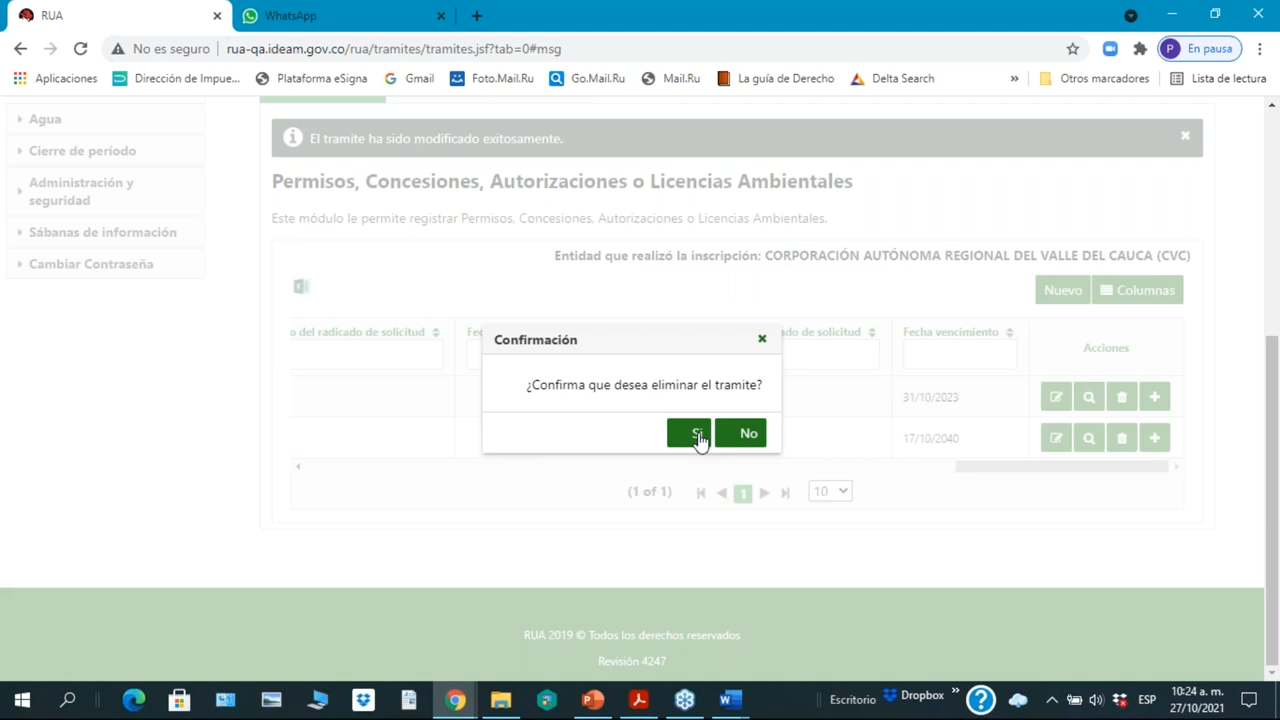 RUA
WhatsApp
No es seguro
rua-qa.ideam.gov.co/rua/tramites/tramites.jsf?tab=0#msg
P
En pausa
Aplicaciones
Dirección de Impue...
Plataforma eSigna
Gmail
Foto.Mail.Ru
Go.Mail.Ru
Mail.Ru
La guía de Derecho
Delta Search
»
Otros marcadores
Lista de lectura
Agua
Cierre de período
Administración y
seguridad
Sábanas de información
Cambiar Contraseña
El tramite ha sido modificado exitosamente.
Permisos, Concesiones, Autorizaciones o Licencias Ambientales
Este módulo le permite registrar Permisos, Concesiones, Autorizaciones o Licencias Ambientales.
Entidad que realizó la inscripción: CORPORACIÓN AUTÓNOMA REGIONAL DEL VALLE DEL CAUCA (CVC)
Nuevo
Columnas
o del radicado de solicitud
Fec
ado de solicitud
Fecha vencimiento
Acciones
31/10/2023
17/10/2040
Confirmación
¿Confirma que desea eliminar el tramite?
Si
No
(1 of 1)
1
10
RUA 2019 © Todos los derechos reservados
Revisión 4247
Escritorio
Dropbox
»
ESP
10:24 a. m.
27/10/2021